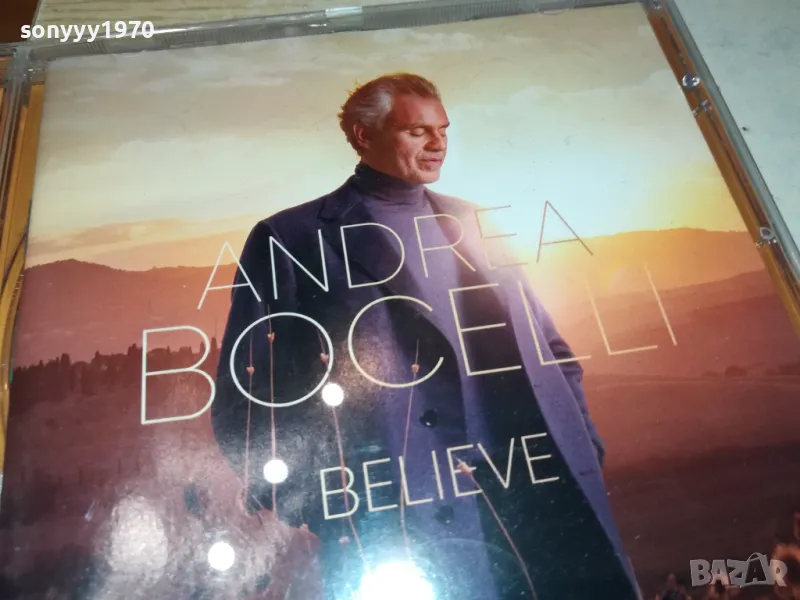 sonyyy1970
ANDREA
BOCELLI
BELIEVE
BAZAR